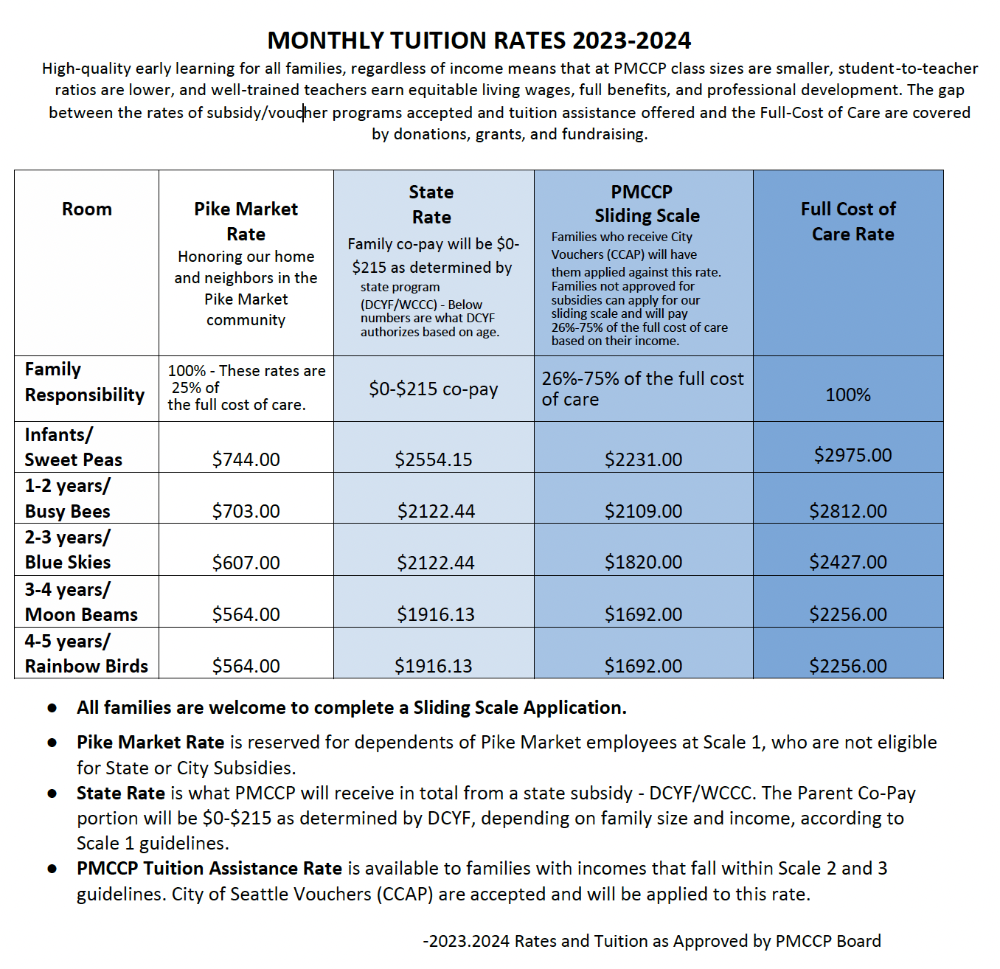 MONTHLY TUITION RATES 2023-2024
High-quality early learning for all families, regardless of income means that at PMCCP class sizes are smaller, student-to-teacher
ratios are lower, and well-trained teachers earn equitable living wages, full benefits, and professional development. The gap
between the rates of subsidy/voucher programs accepted and tuition assistance offered and the Full-Cost of Care are covered
by donations, grants, and fundraising.
Room
Pike Market
Rate
Honoring our home
and neighbors in the
Pike Market
community
State
Rate
Family co-pay will be $0-
$215 as determined by
state program
(DCYF/WCCC) - Below
numbers are what DCYF
authorizes based on age.
PMCCP
Sliding Scale
Families who receive City
Vouchers (CCAP) will have
them applied against this rate.
Families not approved for
subsidies can apply for our
sliding scale and will pay
26%-75% of the full cost of care
based on their income.
Full Cost of
Care Rate
Family
Responsibility
100% - These rates are
25% of
the full cost of care.
$0-$215 co-pay
26%-75% of the full cost
of care
100%
Infants/
Sweet Peas
$744.00
$2554.15
$2231.00
$2975.00
1-2 years/
Busy Bees
$703.00
$2122.44
$2109.00
$2812.00
2-3 years/
Blue Skies
$607.00
$2122.44
$1820.00
$2427.00
3-4 years/
Moon Beams
$564.00
$1916.13
$1692.00
$2256.00
4-5 years/
Rainbow Birds
$564.00
$1916.13
$1692.00
$2256.00
● All families are welcome to complete a Sliding Scale Application.
● Pike Market Rate is reserved for dependents of Pike Market employees at Scale 1, who are not eligible
for State or City Subsidies.
● State Rate is what PMCCP will receive in total from a state subsidy - DCYF/WCCC. The Parent Co-Pay
portion will be $0-$215 as determined by DCYF, depending on family size and income, according to
Scale 1 guidelines.
● PMCCP Tuition Assistance Rate is available to families with incomes that fall within Scale 2 and 3
guidelines. City of Seattle Vouchers (CCAP) are accepted and will be applied to this rate.
-2023.2024 Rates and Tuition as Approved by PMCCP Board